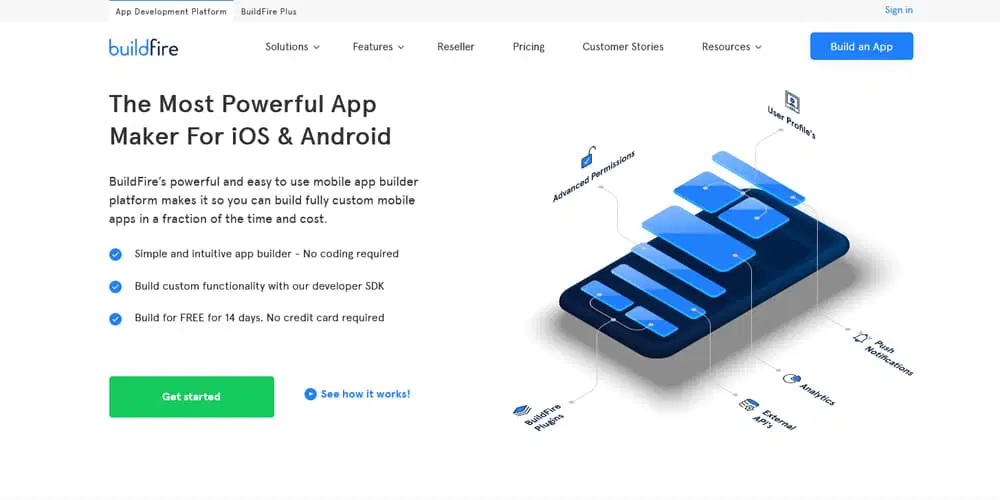 App Development Platform
BuildFire Plus
Sign in
buildfire
Solutions
Features
Reseller
Pricing
Customer Stories
Resources
Build an App
The Most Powerful App
Maker For iOS & Android
BuildFire's powerful and easy to use mobile app builder
platform makes it so you can build fully custom mobile
apps in a fraction of the time and cost.
Simple and intuitive app builder - No coding required
Build custom functionality with our developer SDK
Build for FREE for 14 days. No credit card required
Get started
See how it works!
User Profile's
Advanced Permissions
Push
Notifications
Analytics
External
API's
BuildFire
Plugins